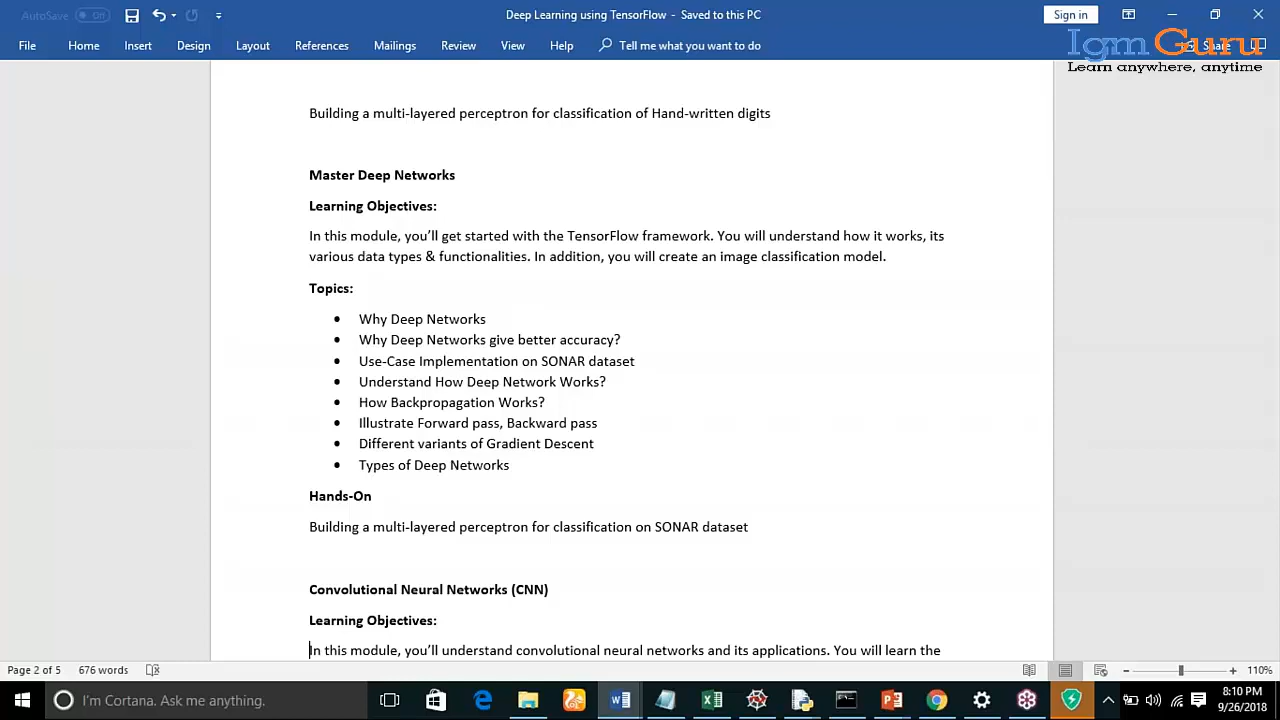 AutoSave Off
Deep Learning using TensorFlow - Saved to this PC
Sign in
File Home Insert Design Layout References Mailings Review View Help Tell me what you want to do Share
Igm Guru
Learn anywhere, anytime
Building a multi-layered perceptron for classification of Hand-written digits
Master Deep Networks
Learning Objectives:
In this module, you’ll get started with the TensorFlow framework. You will understand how it works, its
various data types & functionalities. In addition, you will create an image classification model.
Topics:
• Why Deep Networks
• Why Deep Networks give better accuracy?
• Use-Case Implementation on SONAR dataset
• Understand How Deep Network Works?
• How Backpropagation Works?
• Illustrate Forward pass, Backward pass
• Different variants of Gradient Descent
• Types of Deep Networks
Hands-On
Building a multi-layered perceptron for classification on SONAR dataset
Convolutional Neural Networks (CNN)
Learning Objectives:
In this module, you’ll understand convolutional neural networks and its applications. You will learn the
Page 2 of 5 676 words 110%
I'm Cortana. Ask me anything.
8:10 PM
9/26/2018